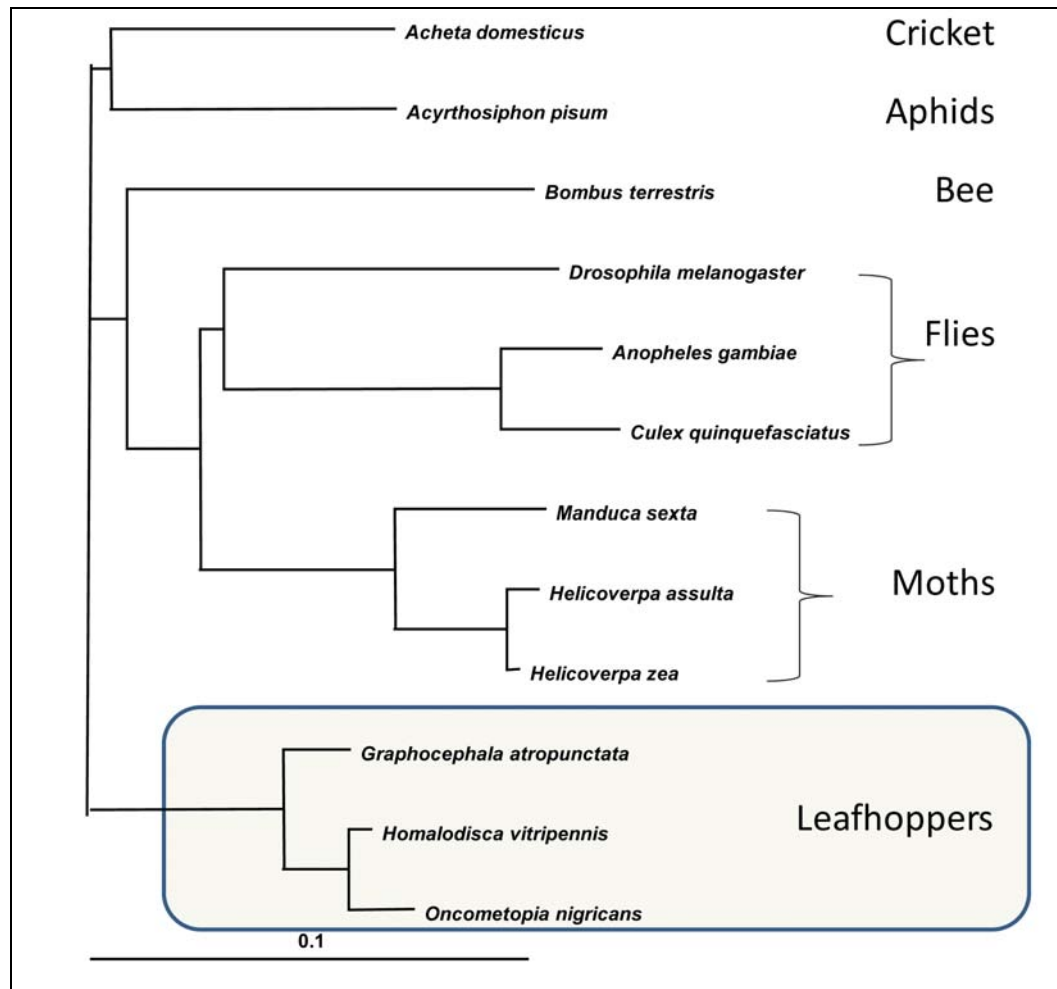 Acheta domesticus Cricket
Acyrthosiphon pisum Aphids
Bombus terrestris Bee
Drosophila melanogaster
Anopheles gambiae Flies
Culex quinquefasciatus
Manduca sexta
Helicoverpa assulta Moths
Helicoverpa zea
Graphocephala atropunctata
Homalodisca vitripennis Leafhoppers
Oncometopia nigricans
0.1